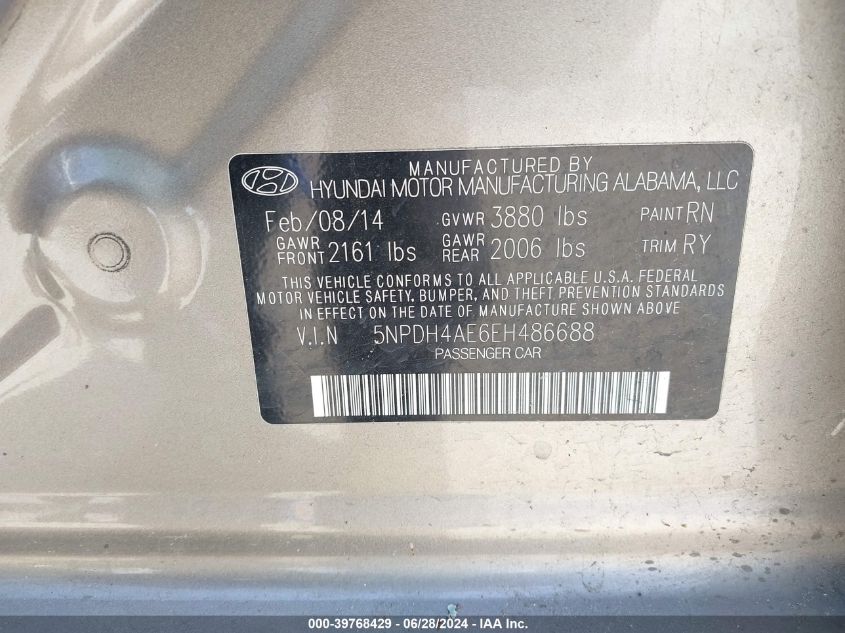 MANUFACTURED BY
HYUNDAI MOTOR MANUFACTURING ALABAMA, LLC
Feb/08/14 GVWR 3880 lbs PAINT RN
GAWR FRONT 2161 lbs GAWR REAR 2006 lbs TRIM RY
THIS VEHICLE CONFORMS TO ALL APPLICABLE U.S.A. FEDERAL
MOTOR VEHICLE SAFETY, BUMPER, AND THEFT PREVENTION STANDARDS
IN EFFECT ON THE DATE OF MANUFACTURE SHOWN ABOVE
V.I.N 5NPDH4AE6EH486688
PASSENGER CAR
000-39768429 - 06/28/2024 - IAAI.COM